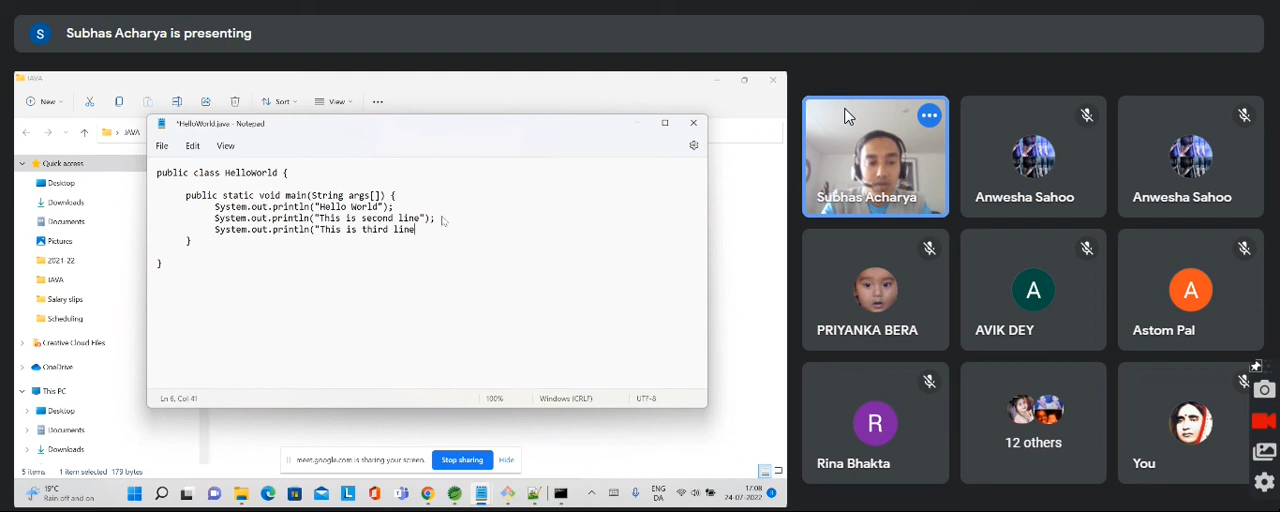 S Subhas Acharya is presenting
JAVA
New Sort View
JAVA
*HelloWorld.java - Notepad
File Edit View
public class HelloWorld {
public static void main(String args[]) {
System.out.println("Hello World");
System.out.println("This is second line");
System.out.println("This is third line
}
}
Ln 6, Col 41 100% Windows (CRLF) UTF-8
Quick access
Desktop
Downloads
Documents
Pictures
2021-22
JAVA
Salary slips
Scheduling
Creative Cloud Files
OneDrive
This PC
Desktop
Documents
Downloads
5 items 1 item selected 179 bytes
meet.google.com is sharing your screen. Stop sharing Hide
19°C
Rain off and on
ENG
DA
17:08
24-07-2022
Subhas Acharya
Anwesha Sahoo
Anwesha Sahoo
PRIYANKA BERA
A
AVIK DEY
A
Astom Pal
R
Rina Bhakta
12 others
You